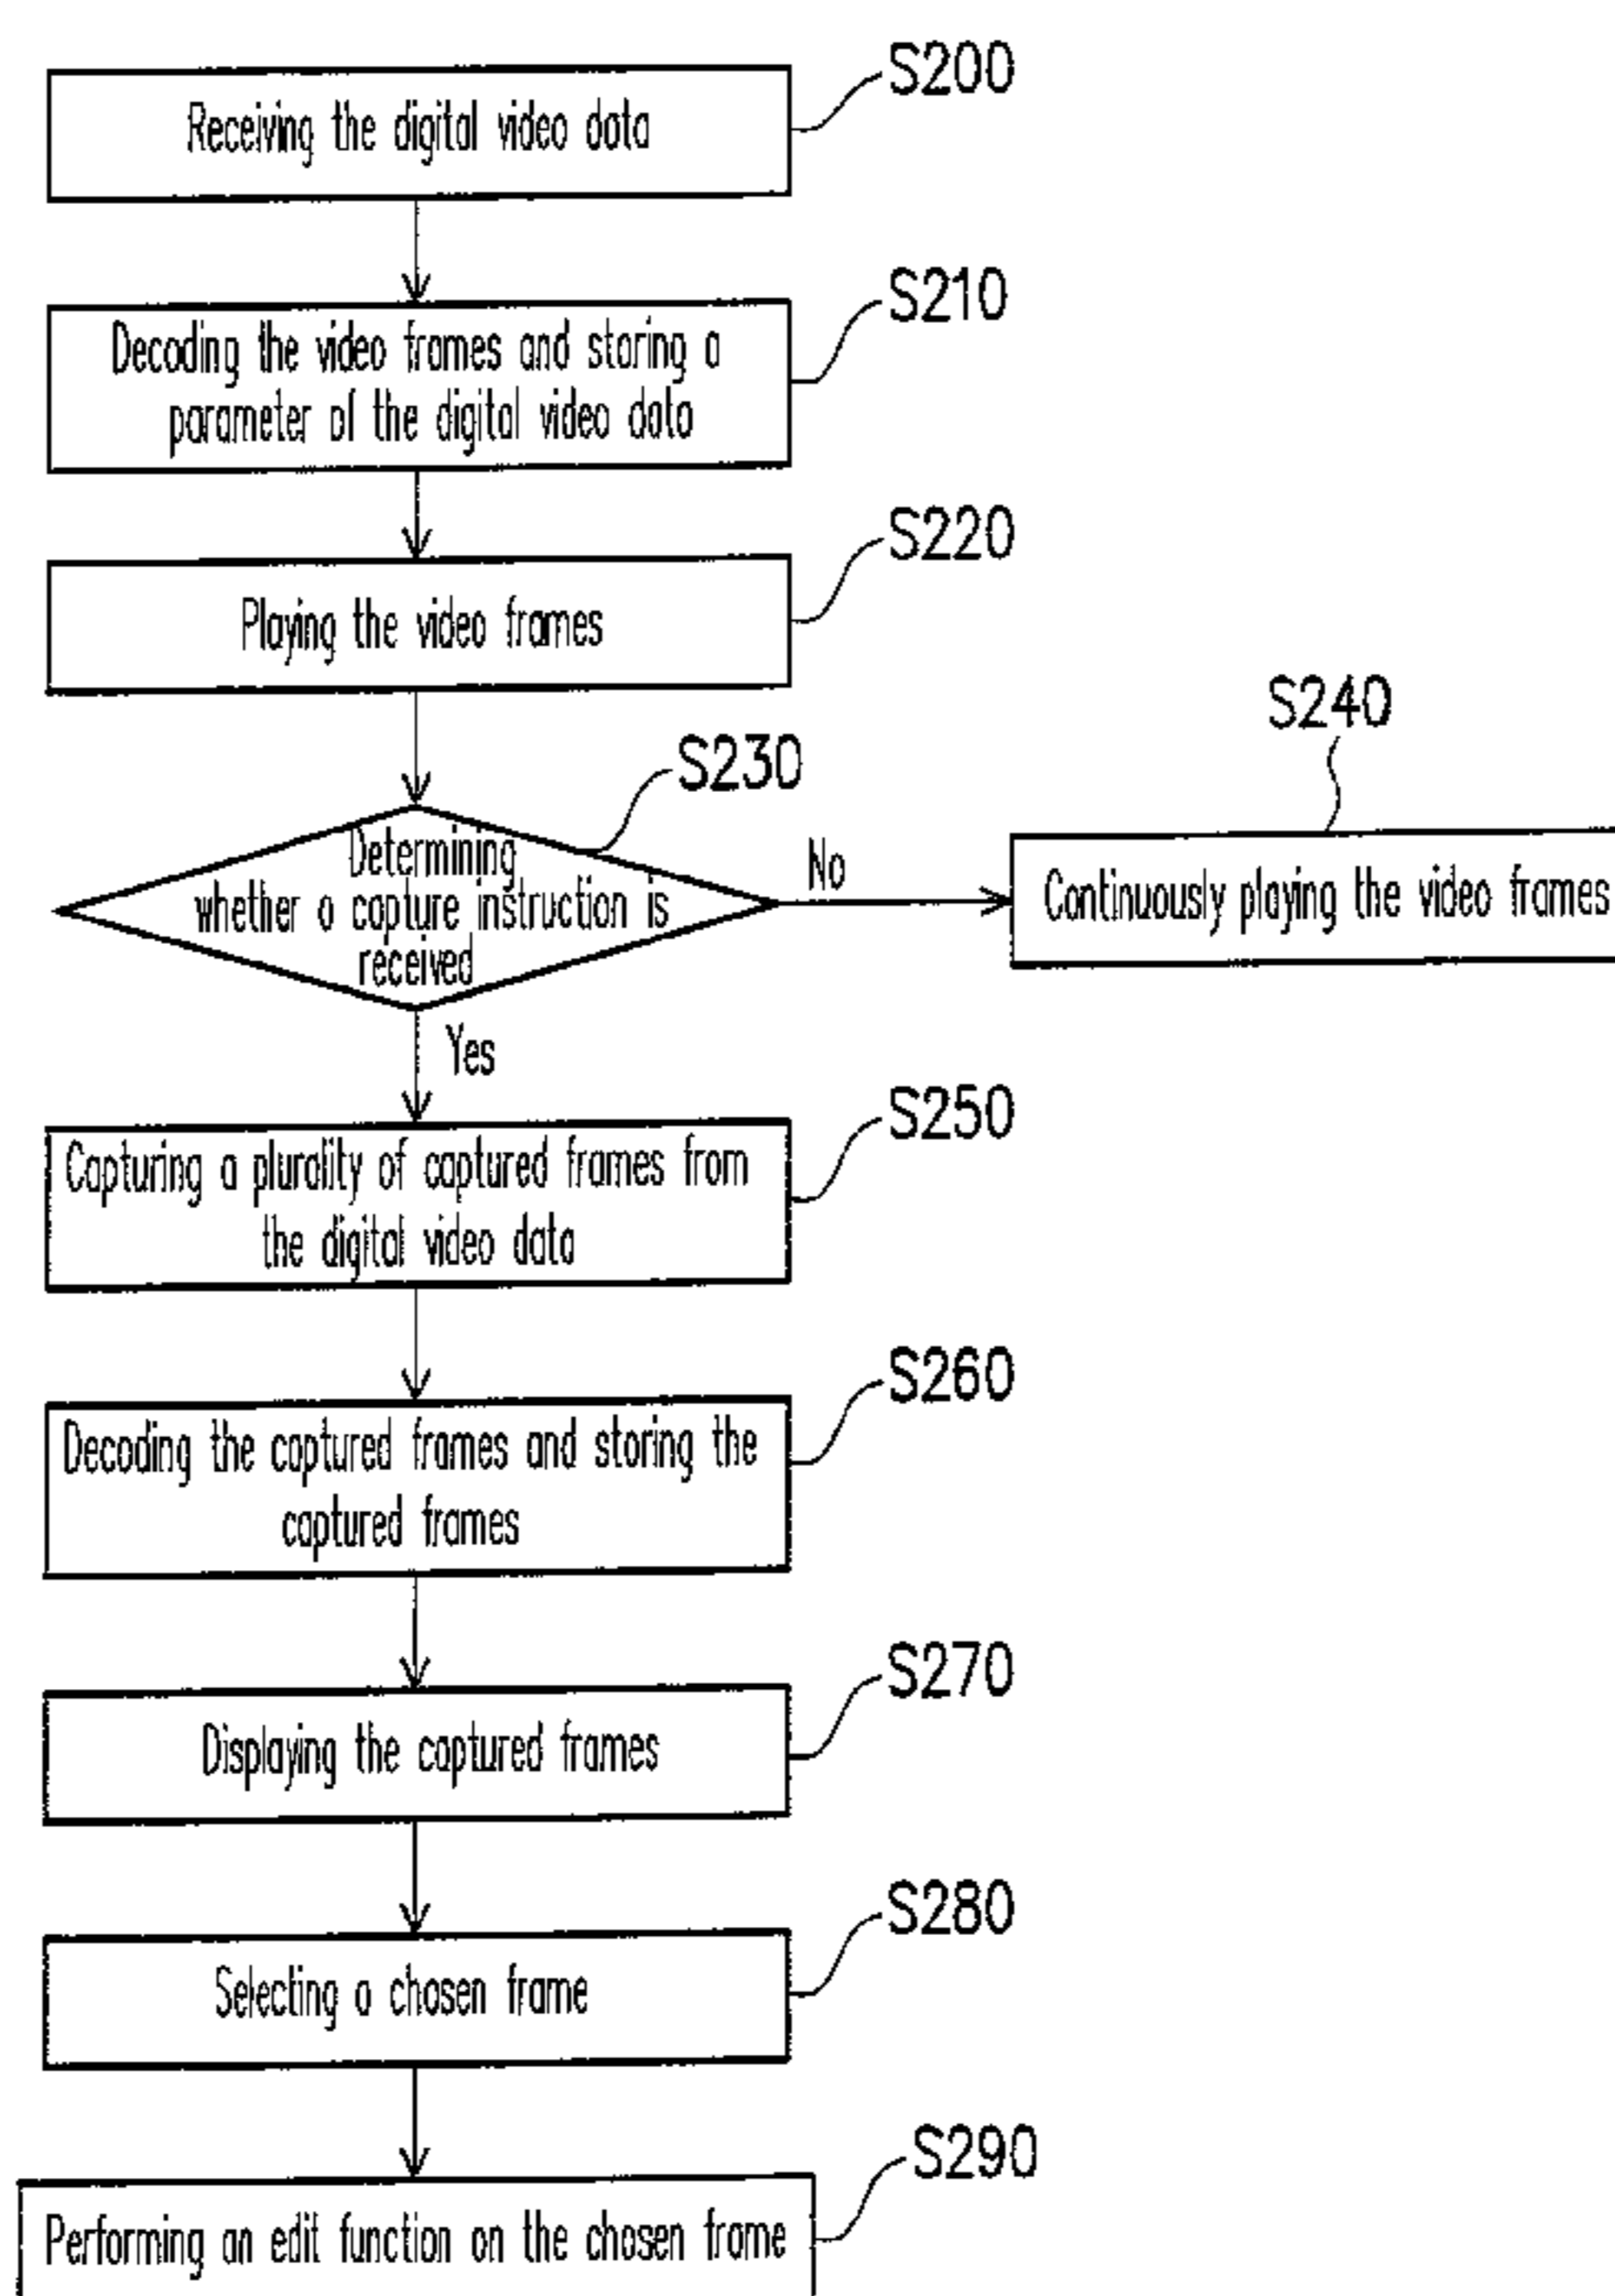 S200
Receiving the digital video data
S210
Decoding the video frames and storing a
parameter of the digital video data
S220
Playing the video frames
S230
Determining
whether a capture instruction is
received
No
S240
Continuously playing the video frames
Yes
S250
Capturing a plurality of captured frames from
the digital video data
S260
Decoding the captured frames and storing the
captured frames
S270
Displaying the captured frames
S280
Selecting a chosen frame
S290
Performing an edit function on the chosen frame